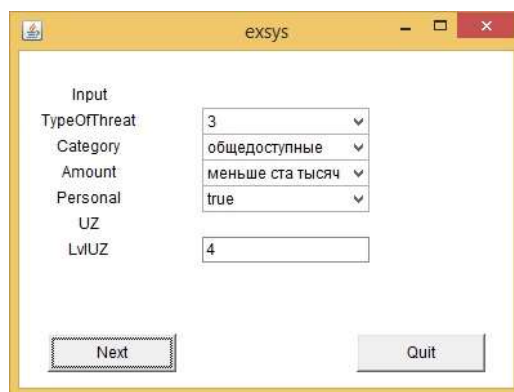 exsys
Input
TypeOfThreat 3
Category общедоступные
Amount меньше ста тысяч
Personal true
UZ
LvlUZ 4
Next Quit